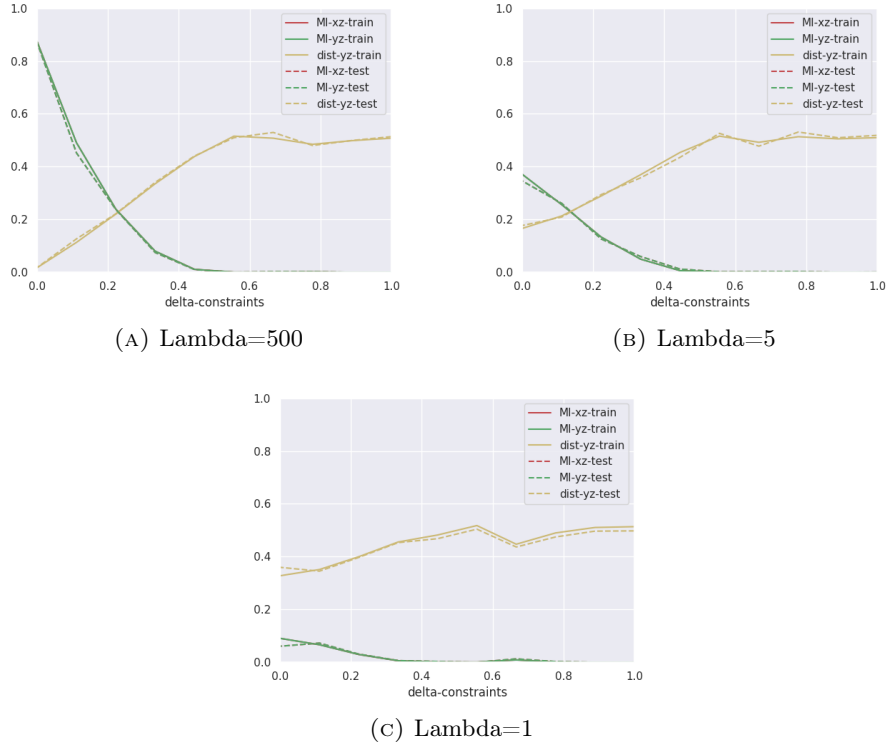 1.0
0.8
0.6
0.4
0.2
0.0
MI-xz-train
MI-yz-train
dist-yz-train
MI-xz-test
MI-yz-test
dist-yz-test
0.0 0.2 0.4 0.6 0.8 1.0
delta-constraints
(A) Lambda=500
1.0
0.8
0.6
0.4
0.2
0.0
MI-xz-train
MI-yz-train
dist-yz-train
MI-xz-test
MI-yz-test
dist-yz-test
0.0 0.2 0.4 0.6 0.8 1.0
delta-constraints
(B) Lambda=5
1.0
0.8
0.6
0.4
0.2
0.0
MI-xz-train
MI-yz-train
dist-yz-train
MI-xz-test
MI-yz-test
dist-yz-test
0.0 0.2 0.4 0.6 0.8 1.0
delta-constraints
(C) Lambda=1